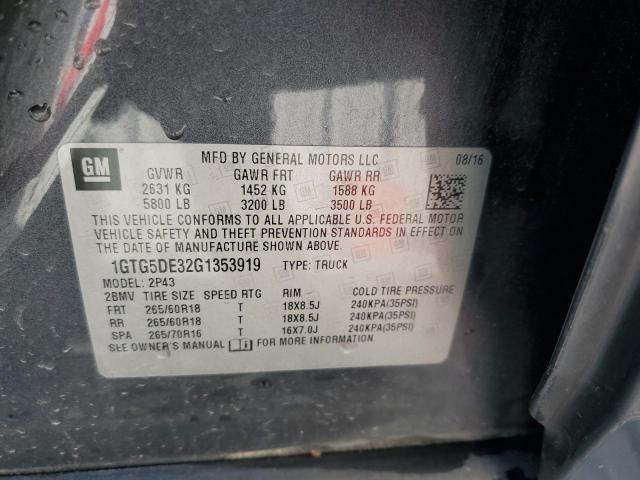 GM
MFD BY GENERAL MOTORS LLC 08/16
GVWR GAWR FRT GAWR RR
2631 KG 1452 KG 1588 KG
5800 LB 3200 LB 3500 LB
THIS VEHICLE CONFORMS TO ALL APPLICABLE U.S. FEDERAL MOTOR
VEHICLE SAFETY AND THEFT PREVENTION STANDARDS IN EFFECT ON
THE DATE OF MANUFACTURE SHOWN ABOVE.
1GTG5DE32G1353919 TYPE: TRUCK
MODEL: 2P43
2BMV TIRE SIZE SPEED RTG RIM COLD TIRE PRESSURE
FRT 265/60R18 T 18X8.5J 240KPA(35PSI)
RR 265/60R18 T 18X8.5J 240KPA(35PSI)
SPA 265/70R16 T 16X7.0J 240KPA(35PSI)
SEE OWNER'S MANUAL FOR MORE INFORMATION.